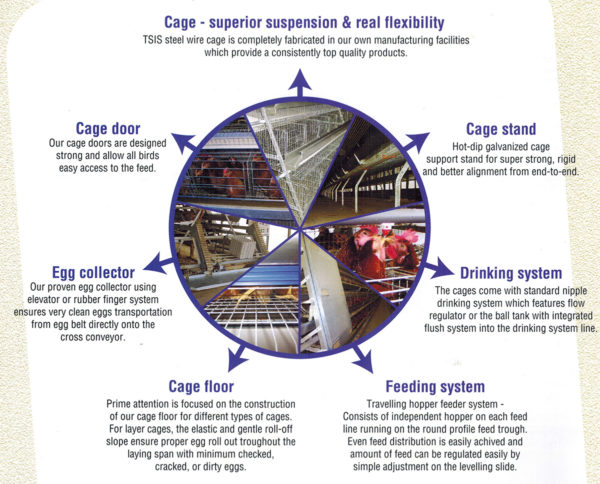 Cage - superior suspension & real flexibility
TSIS steel wire cage is completely fabricated in our own manufacturing facilities
which provide a consistently top quality products.
Cage door
Our cage doors are designed
strong and allow all birds
easy access to the feed.
Cage stand
Hot-dip galvanized cage
support stand for super strong, rigid
and better alignment from end-to-end.
Egg collector
Our proven egg collector using
elevator or rubber finger system
ensures very clean eggs transportation
from egg belt directly onto the
cross conveyor.
Drinking system
The cages come with standard nipple
drinking system which features flow
regulator or the ball tank with integrated
flush system into the drinking system line.
Cage floor
Prime attention is focused on the construction
of our cage floor for different types of cages.
For layer cages, the elastic and gentle roll-off
slope ensure proper egg roll out troughout the
laying span with minimum checked,
cracked, or dirty eggs.
Feeding system
Travelling hopper feeder system -
Consists of independent hopper on each feed
line running on the round profile feed trough.
Even feed distribution is easily achived and
amount of feed can be regulated easily by
simple adjustment on the levelling slide.